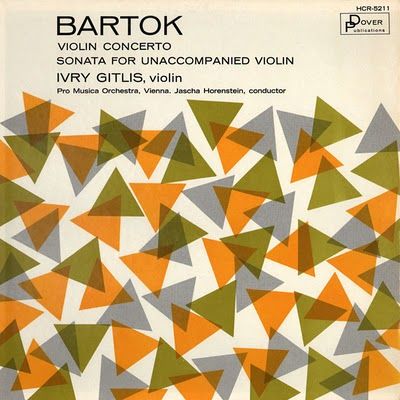 HCR-5211
DOVER
publications
BARTOK
VIOLIN CONCERTO
SONATA FOR UNACCOMPANIED VIOLIN
IVRY GITLIS, violin
Pro Musica Orchestra, Vienna. Jascha Horenstein, conductor